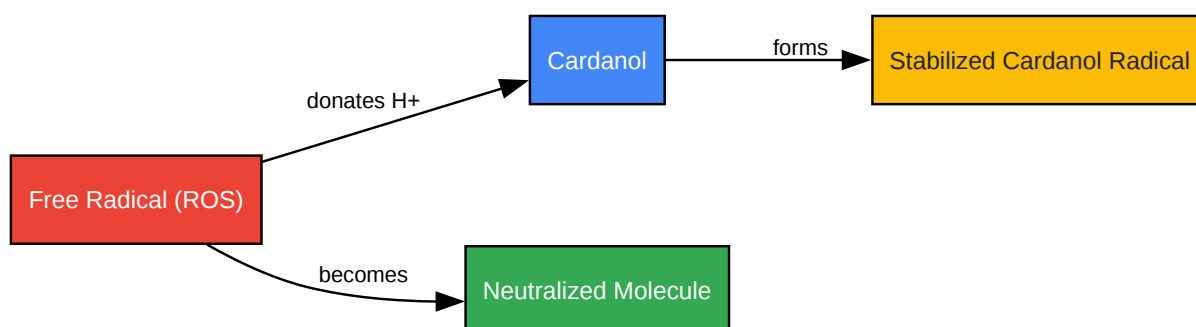 Cardanol
forms
Stabilized Cardanol Radical
donates H+
Free Radical (ROS)
becomes
Neutralized Molecule